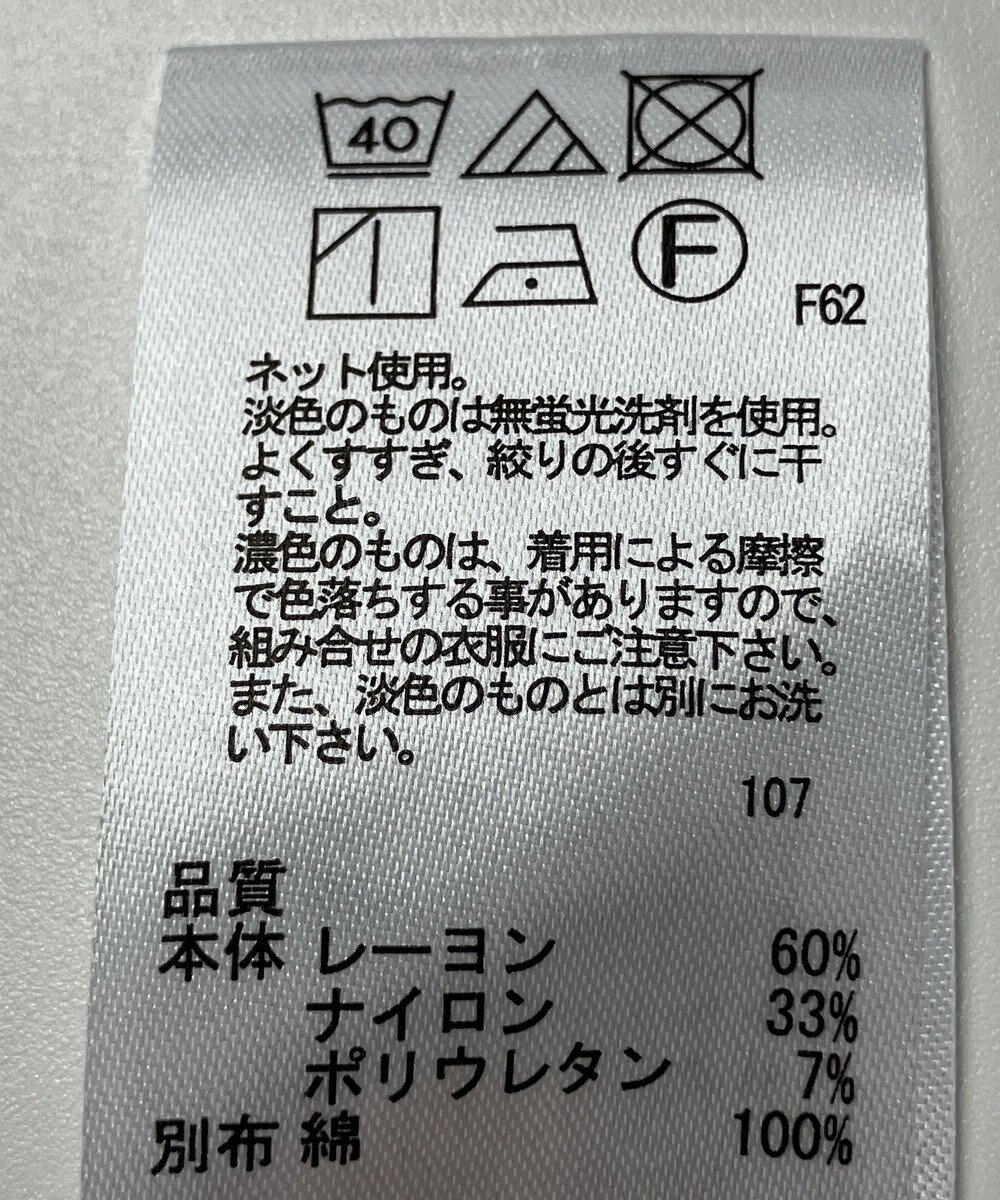 40
F
F62
ネット使用。
淡色のものは無蛍光洗剤を使用。
よくすすぎ、絞りの後すぐに干
すこと。
濃色のものは、着用による摩擦
で色落ちする事がありますので、
組み合せの衣服にご注意下さい。
また、淡色のものとは別にお洗
い下さい。
107
品質
本体 レーヨン 60%
ナイロン 33%
ポリウレタン 7%
別布 綿 100%